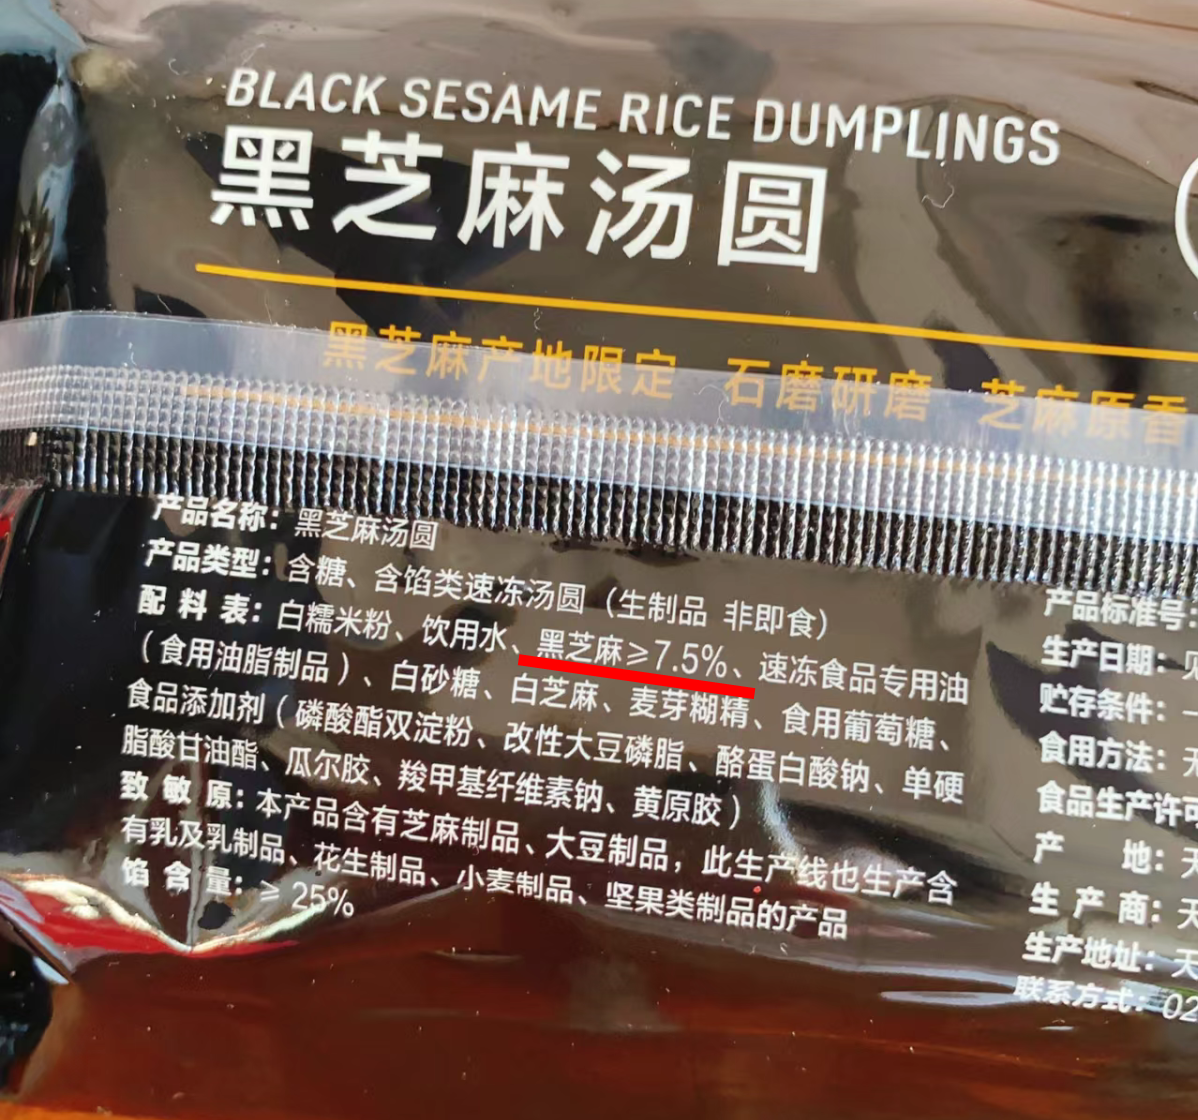 BLACK SESAME RICE DUMPLINGS
黑芝麻汤圆
黑芝麻产地限定 石磨研磨 芝麻原香
产品名称：黑芝麻汤圆
产品类型：含糖、含馅类速冻汤圆（生制品 非即食）
配料表：白糯米粉、饮用水、黑芝麻≥7.5%、速冻食品专用油
（食用油脂制品）、白砂糖、白芝麻、麦芽糊精、食用葡萄糖、
食品添加剂（磷酸酯双淀粉、改性大豆磷脂、酪蛋白酸钠、单硬
脂酸甘油酯、瓜尔胶、羧甲基纤维素钠、黄原胶）
致敏原：本产品含有芝麻制品、大豆制品，此生产线也生产含
有乳及乳制品、花生制品、小麦制品、坚果类制品的产品
馅含量：≥25%
产品标准号：
生产日期：见
贮存条件：一
食用方法：
食品生产许可
产地：天
生产商：天
生产地址：天
联系方式：02